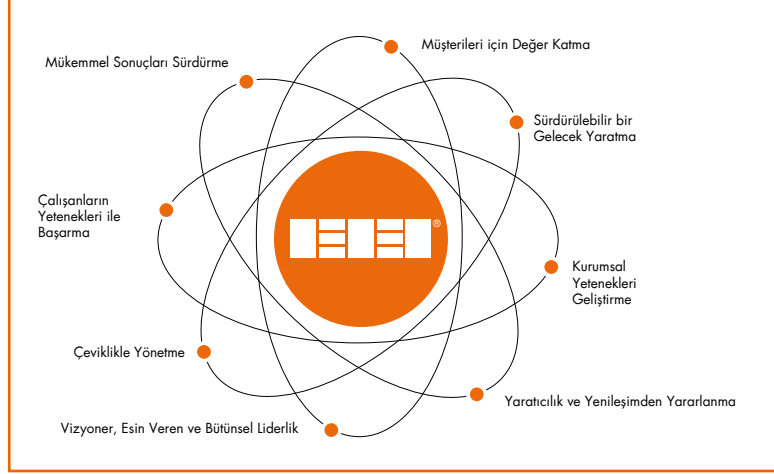 Müşterileri için Değer Katma
Mükemmel Sonuçları Sürdürme
Sürdürülebilir bir
Gelecek Yaratma
Çalışanların
Yetenekleri ile
Başarma
®
Kurumsal
Yetenekleri
Geliştirme
Çeviklikle Yönetme
Yaratıcılık ve Yenileşimden Yararlanma
Vizyoner, Esin Veren ve Bütünsel Liderlik